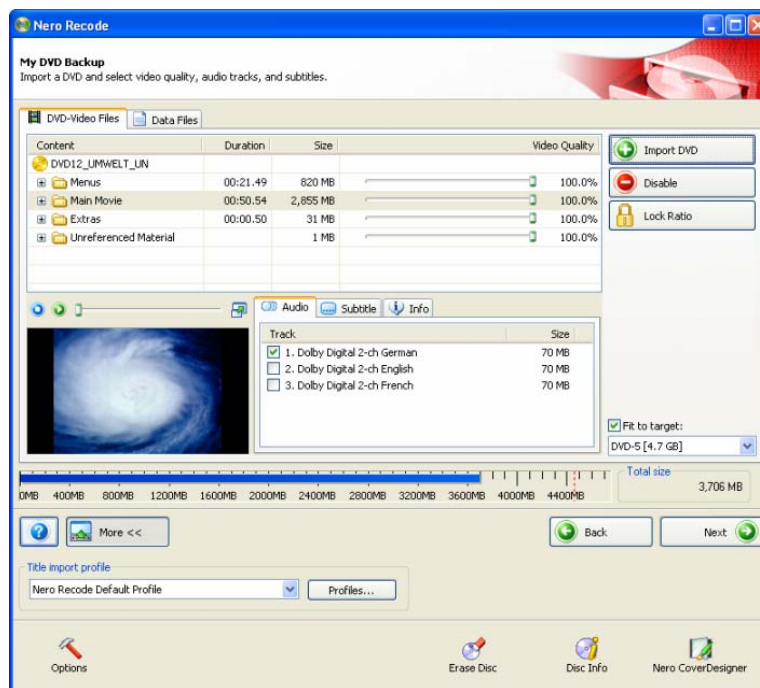 Nero Recode
My DVD Backup
Import a DVD and select video quality, audio tracks, and subtitles.
DVD-Video Files
Data Files
Content Duration Size Video Quality
DVD12_UMWELT_UN
Menus 00:21.49 820 MB 100.0%
Main Movie 00:50.54 2,855 MB 100.0%
Extras 00:00.50 31 MB 100.0%
Unreferenced Material 1 MB 100.0%
Import DVD
Disable
Lock Ratio
Audio Subtitle Info
Track Size
1. Dolby Digital 2-ch German 70 MB
2. Dolby Digital 2-ch English 70 MB
3. Dolby Digital 2-ch French 70 MB
Fit to target:
DVD-5 [4.7 GB]
0MB 400MB 800MB 1200MB 1600MB 2000MB 2400MB 2800MB 3200MB 3600MB 4000MB 4400MB
Total size
3,706 MB
More <<
Back
Next
Title import profile
Nero Recode Default Profile
Profiles...
Options
Erase Disc
Disc Info
Nero CoverDesigner